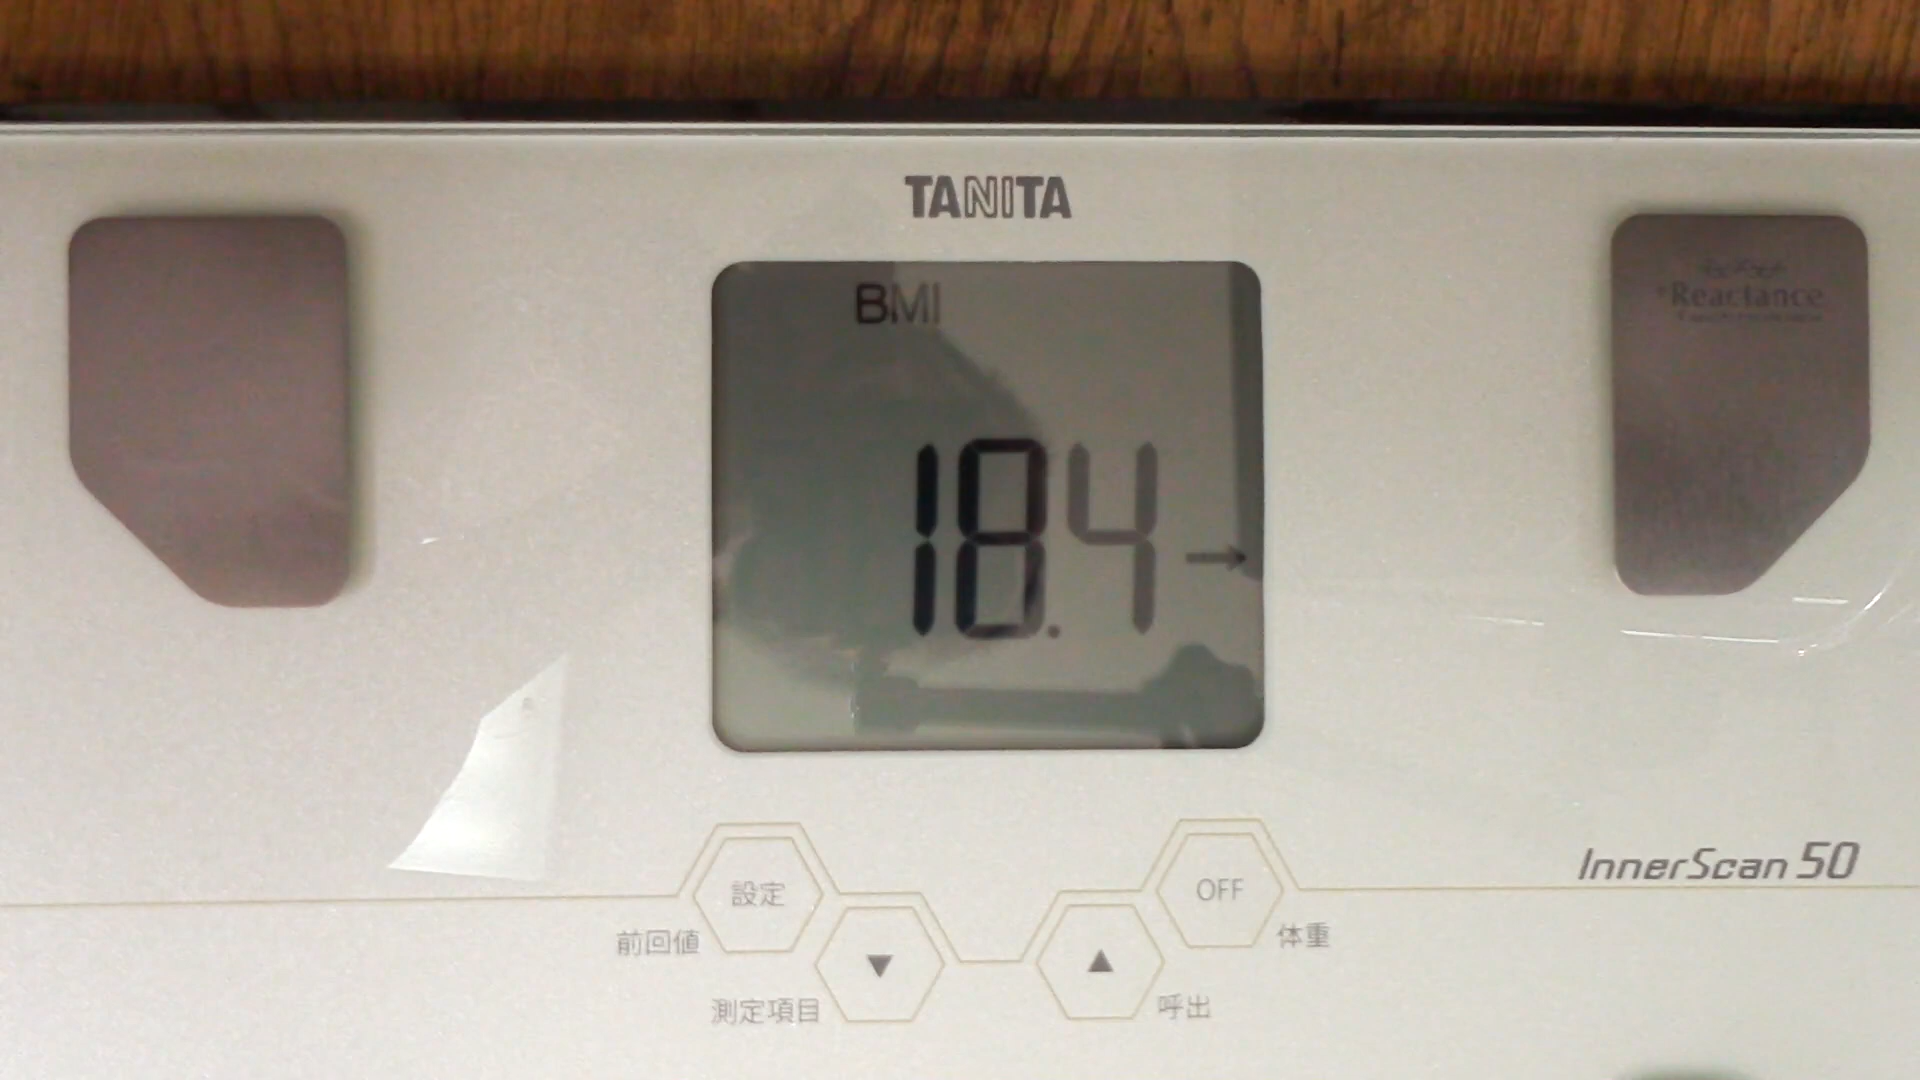 TANITA
Reactance
BMI
18.4 →
InnerScan 50
設定
OFF
前回値
体重
▼
▲
測定項目
呼出